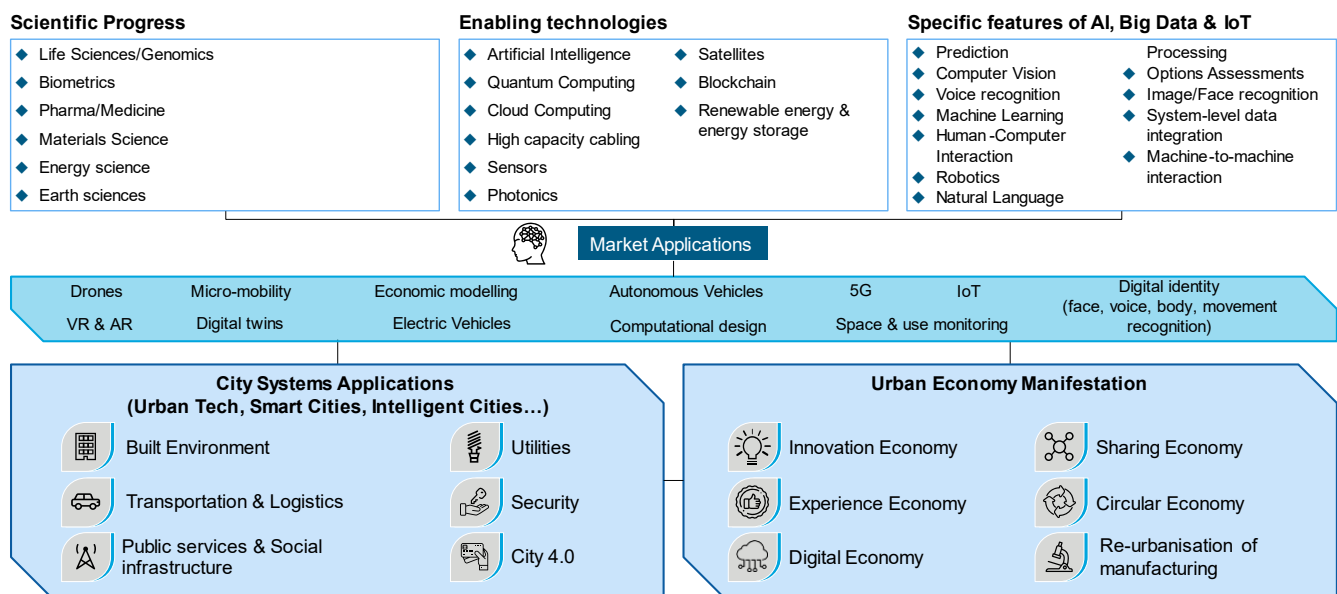 Scientific Progress
Life Sciences/Genomics
Biometrics
Pharma/Medicine
Materials Science
Energy science
Earth sciences
Enabling technologies
Artificial Intelligence
Quantum Computing
Cloud Computing
High capacity cabling
Sensors
Photonics
Satellites
Blockchain
Renewable energy &
energy storage
Specific features of AI, Big Data & IoT
Prediction
Computer Vision
Voice recognition
Machine Learning
Human-Computer
Interaction
Robotics
Natural Language
Processing
Options Assessments
Image/Face recognition
System-level data
integration
Machine-to-machine
interaction
Market Applications
Drones
Micro-mobility
Economic modelling
Autonomous Vehicles
5G
IoT
Digital identity
(face, voice, body, movement
recognition)
VR & AR
Digital twins
Electric Vehicles
Computational design
Space & use monitoring
City Systems Applications
(Urban Tech, Smart Cities, Intelligent Cities…)
Built Environment
Transportation & Logistics
Public services & Social
infrastructure
Utilities
Security
City 4.0
Urban Economy Manifestation
Innovation Economy
Experience Economy
Digital Economy
Sharing Economy
Circular Economy
Re-urbanisation of
manufacturing